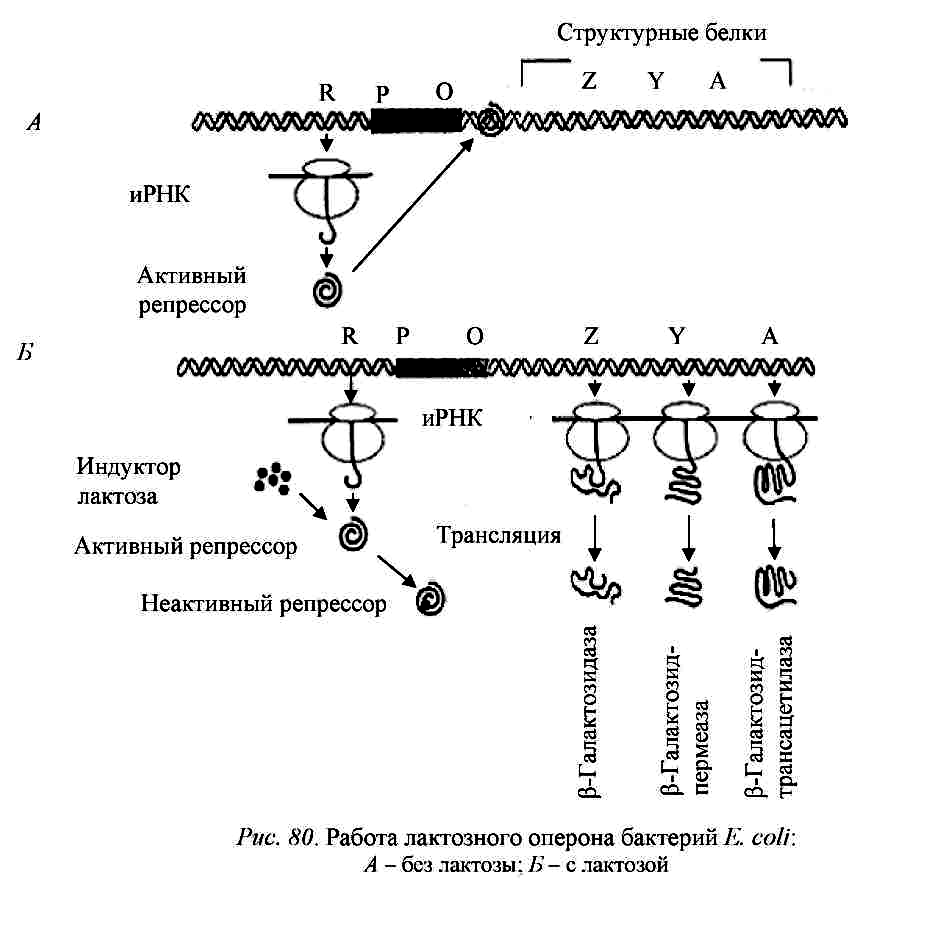 Структурные белки
Z Y A
R P O
А
иРНК
Активный
репрессор
R P O Z Y A
Б
иРНК
Индуктор
лактоза
Активный репрессор
Трансляция
Неактивный репрессор
β-Галактозидаза
β-Галактозид-
пермеаза
β-Галактозид-
трансацетилаза
Рис. 80. Работа лактозного оперона бактерий E. coli:
А – без лактозы; Б – с лактозой